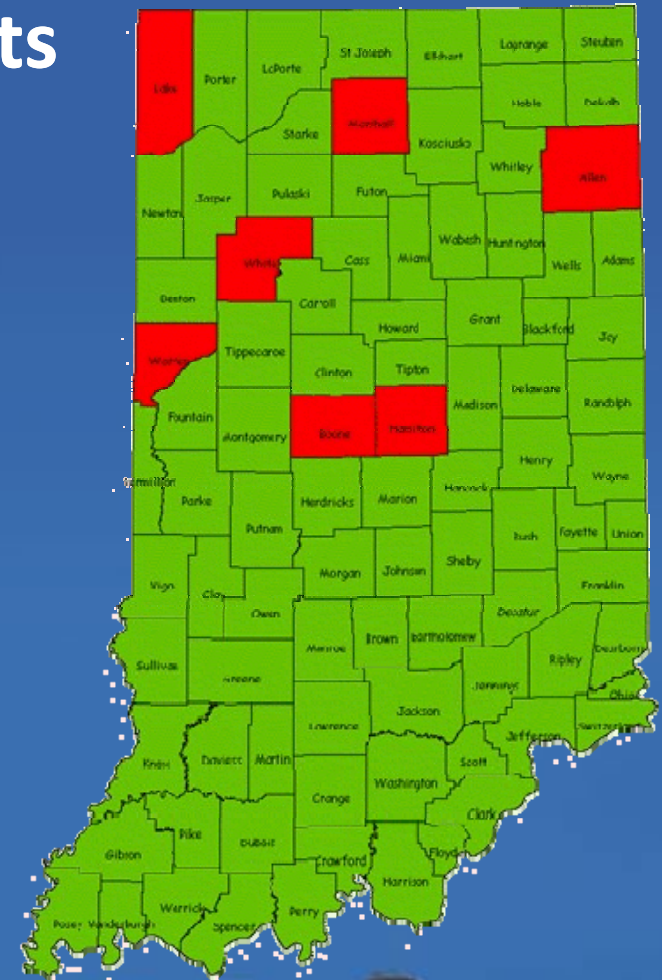 ts
Lake
Porter
LaPorte
St Joseph
Elkhart
Lagrange
Steuben
Noble
Dekalb
Starke
Marshall
Kosciusko
Whitley
Allen
Newton
Jasper
Pulaski
Futon
Wabash
Huntington
Miami
Cass
White
Wells
Adams
Benton
Carroll
Howard
Grant
Blackford
Jay
Warren
Tippecanoe
Clinton
Tipton
Madison
Delaware
Randolph
Fountain
Montgomery
Boone
Hamilton
Henry
Wayne
Parke
Putnam
Hendricks
Marion
Hancock
Rush
Fayette
Union
Vigo
Clay
Owen
Morgan
Johnson
Shelby
Franklin
Decatur
Sullivan
Greene
Monroe
Brown
Bartholomew
Jennings
Ripley
Dearborn
Ohio
Switzerland
Jefferson
Jackson
Lawrence
Knox
Daviess
Martin
Orange
Washington
Scott
Clark
Floyd
Harrison
Crawford
Dubois
Pike
Gibson
Posey
Vanderburgh
Warrick
Spencer
Perry